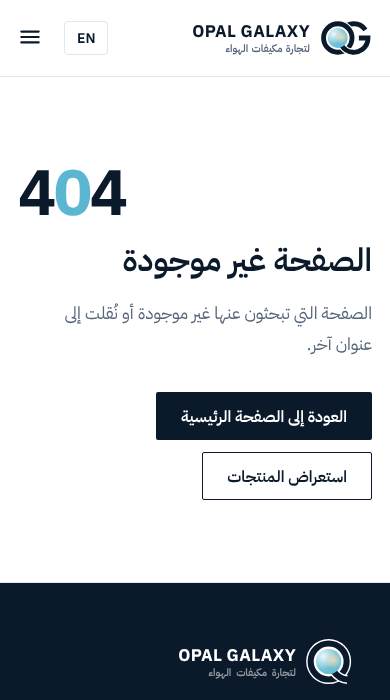 OPAL GALAXY
لتجارة مكيفات الهواء
EN
404
الصفحة غير موجودة
الصفحة التي تبحثون عنها غير موجودة أو نُقلت إلى
عنوان آخر.
العودة إلى الصفحة الرئيسية
استعراض المنتجات
OPAL GALAXY
لتجارة مكيفات الهواء